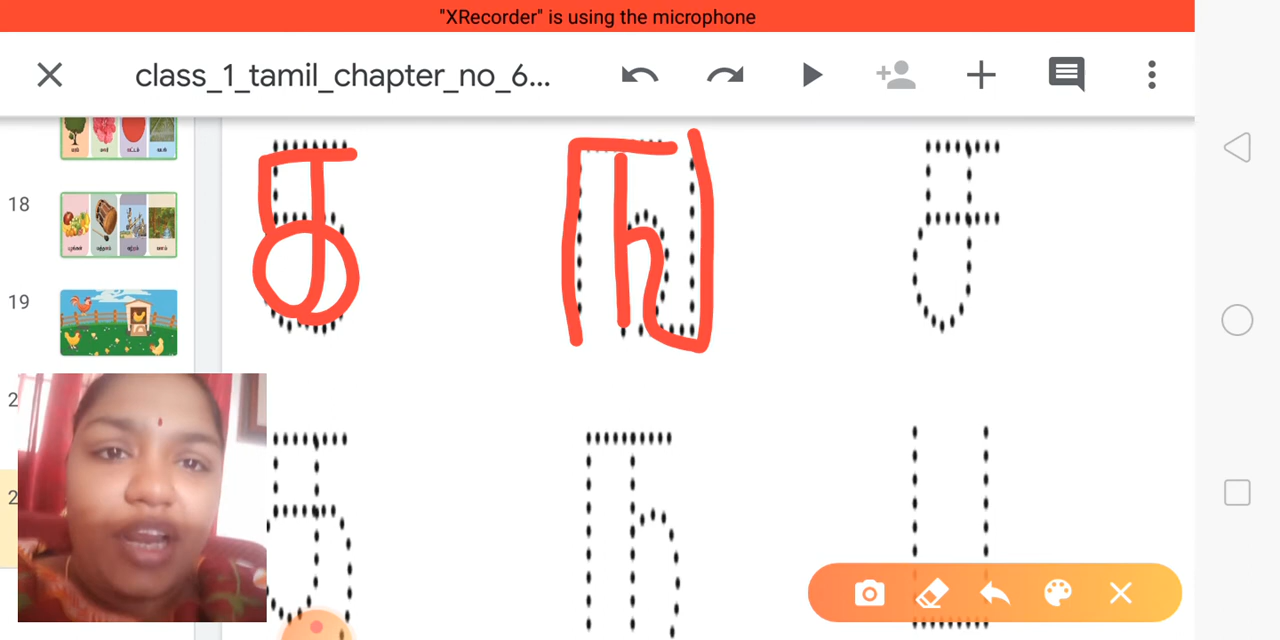 "XRecorder" is using the microphone
class_1_tamil_chapter_no_6...
க ங ச
18
19
த ந ப